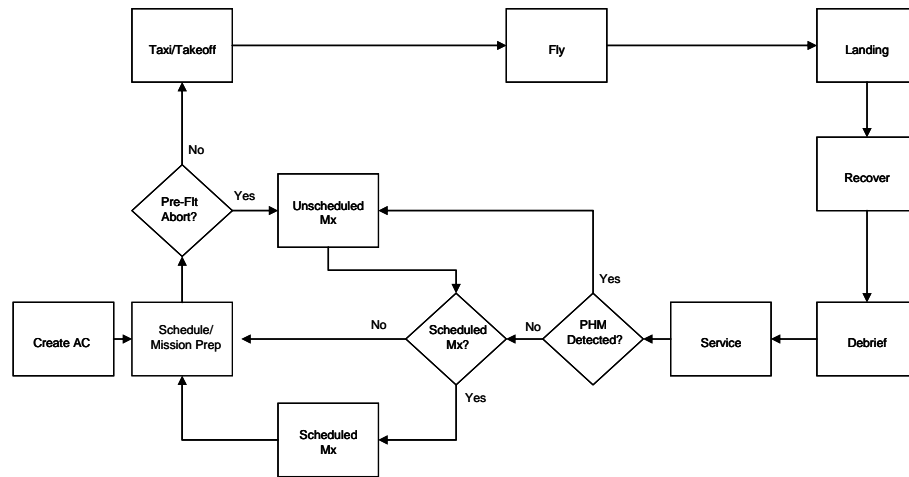 Taxi/Takeoff
Fly
Landing
No
Recover
Pre-Flt
Abort?
Yes
Unscheduled
Mx
Yes
Create AC
Schedule/
Mission Prep
No
Scheduled
Mx?
No
PHM
Detected?
Service
Debrief
Yes
Scheduled
Mx